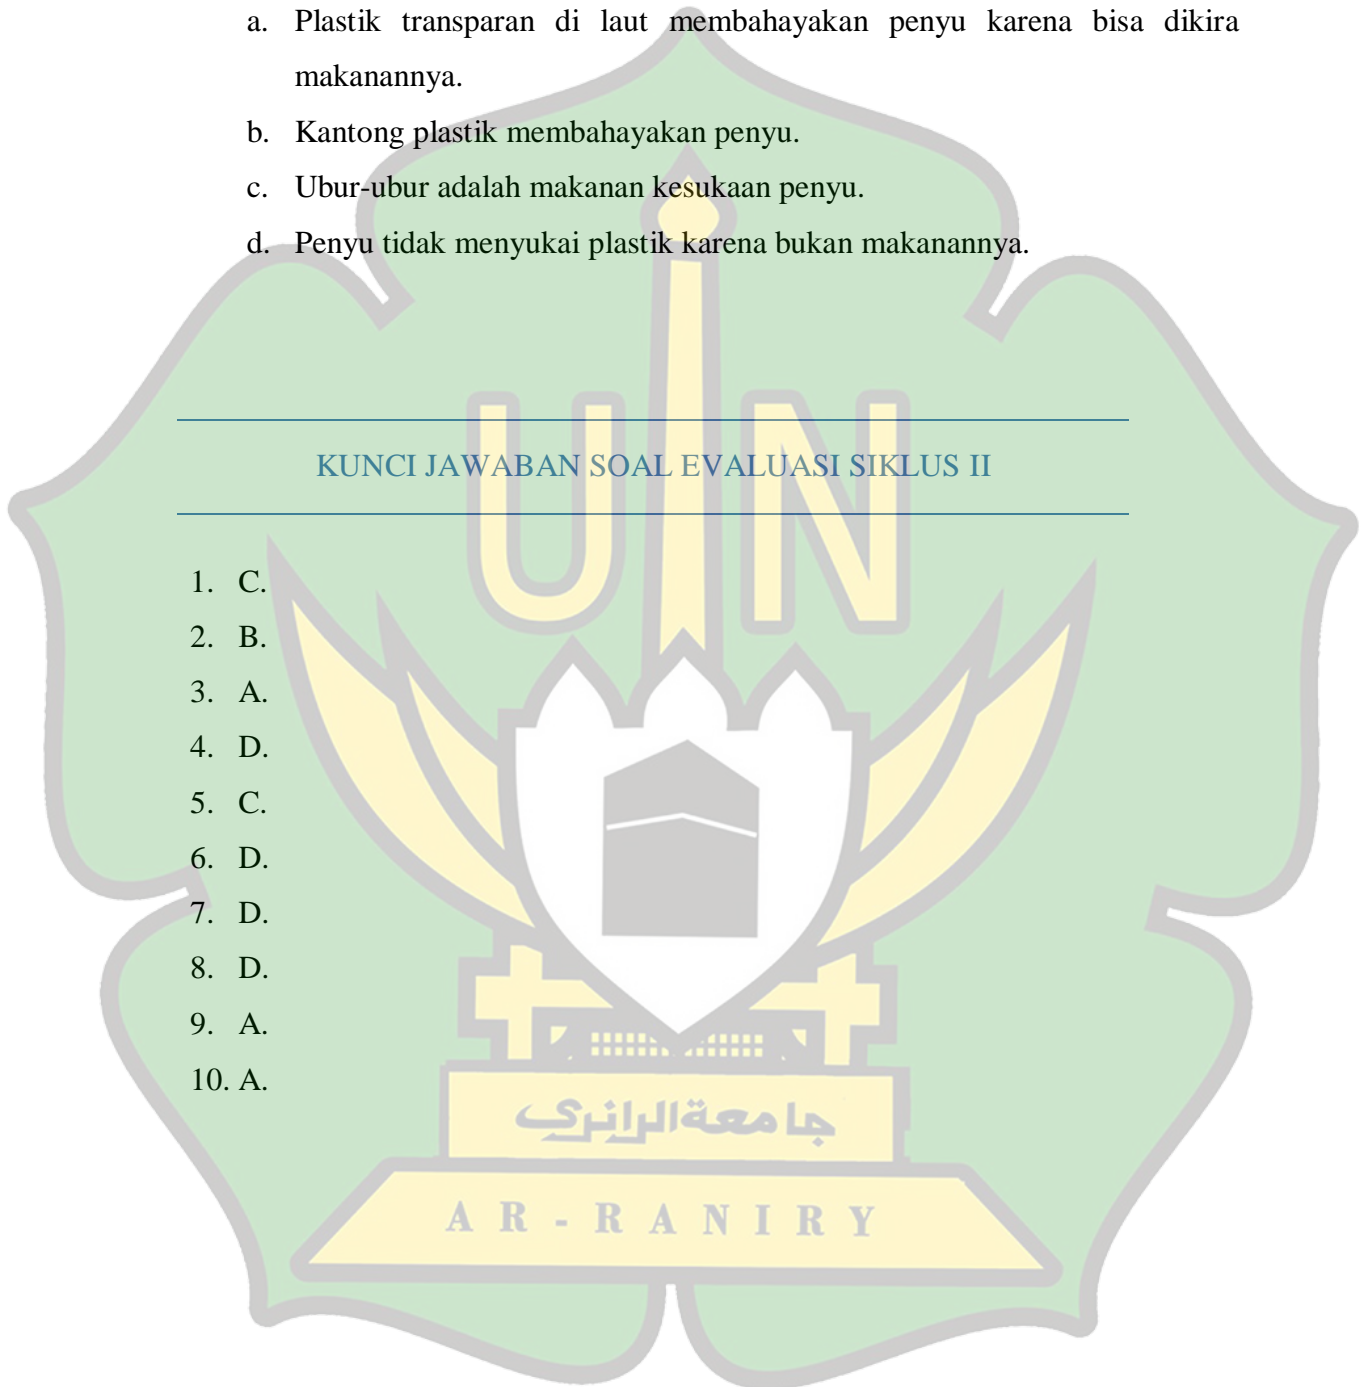 a. Plastik transparan di laut membahayakan penyu karena bisa dikira
makanannya.
b. Kantong plastik membahayakan penyu.
c. Ubur-ubur adalah makanan kesukaan penyu.
d. Penyu tidak menyukai plastik karena bukan makanannya.
UIN
KUNCI JAWABAN SOAL EVALUASI SIKLUS II
1. C.
2. B.
3. A.
4. D.
5. C.
6. D.
7. D.
8. D.
9. A.
10. A.
جامعة الرانري
AR-RANIRY